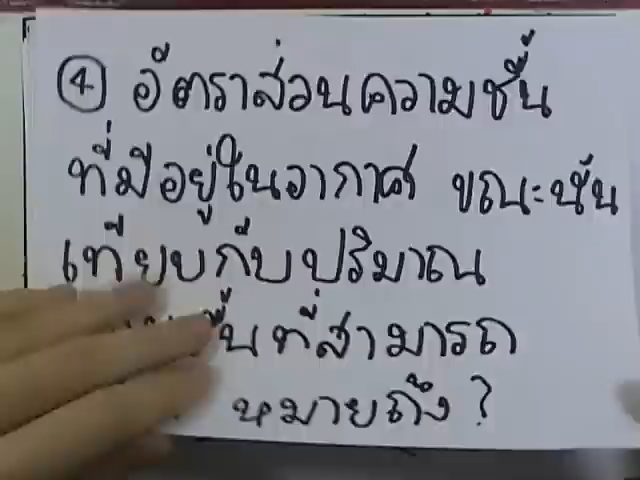 ④ อัตราส่วนความชื้น
ที่มีอยู่ในอากาศ ขณะนั้น
เทียบกับปริมาณ
ที่สามารถ
หมายถึง ?